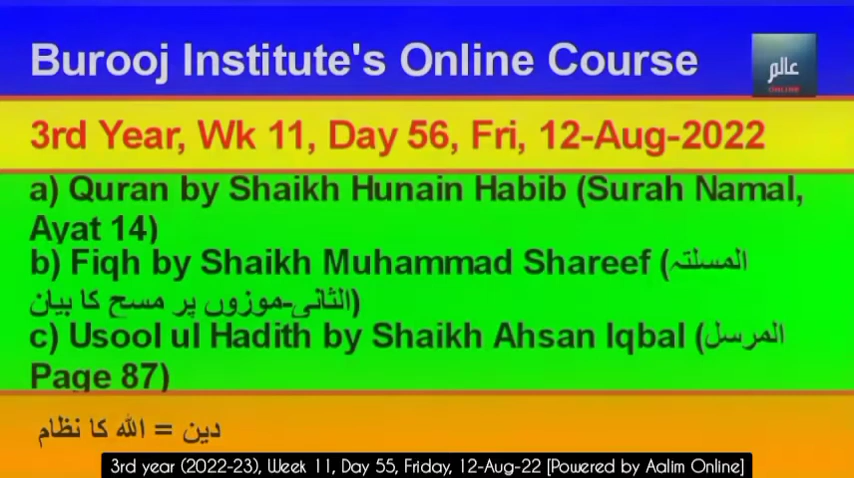 Burooj Institute's Online Course
عالم
3rd Year, Wk 11, Day 56, Fri, 12-Aug-2022
a) Quran by Shaikh Hunain Habib (Surah Namal,
Ayat 14)
b) Fiqh by Shaikh Muhammad Shareef (المسلتہ
الثانی-موزوں پر مسح کا بیان)
c) Usool ul Hadith by Shaikh Ahsan Iqbal (المرسل
Page 87)
دین = اللہ کا نظام
3rd year (2022-23), Week 11, Day 55, Friday, 12-Aug-22 [Powered by Aalim Online]